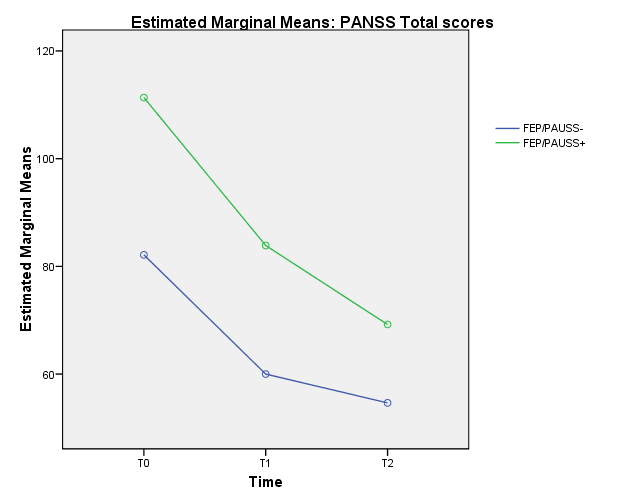 Estimated Marginal Means: PANSS Total scores
120
100
80
60
Estimated Marginal Means
T0 T1 T2
Time
FEP/PAUSS-
FEP/PAUSS+